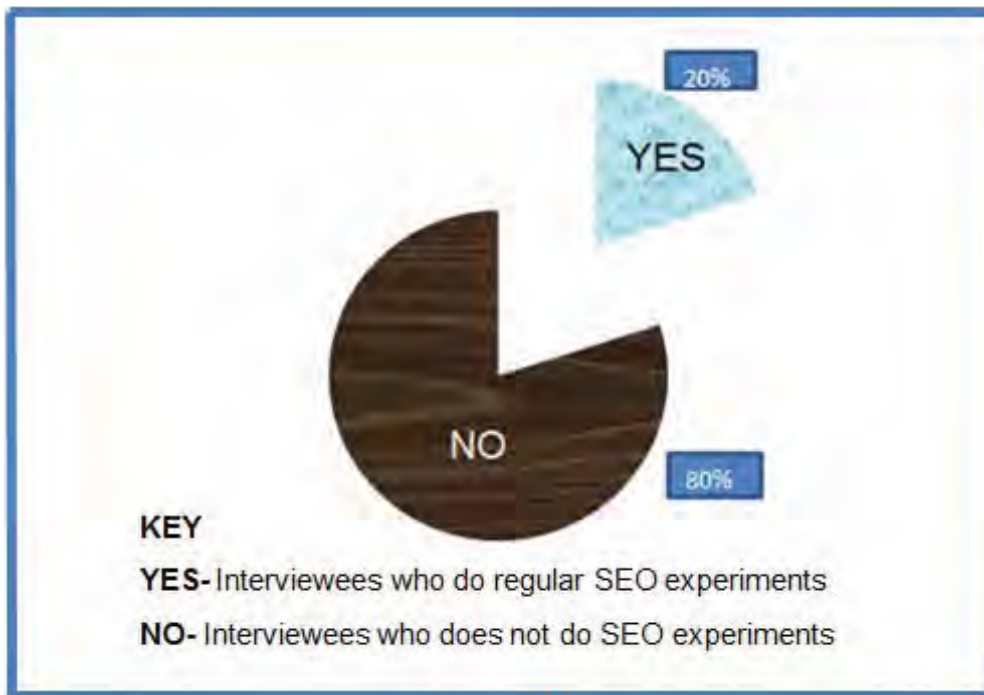 20%
YES
NO
80%
KEY
YES- Interviewees who do regular SEO experiments
NO- Interviewees who does not do SEO experiments